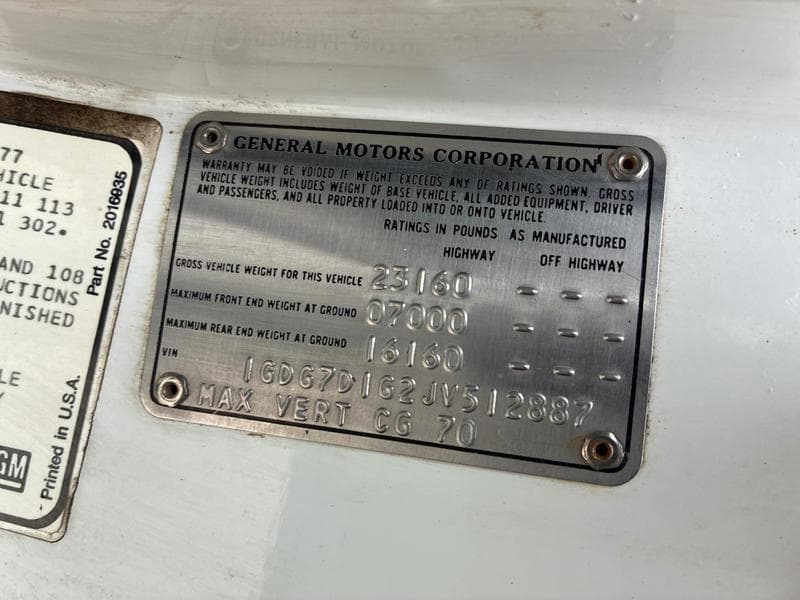 77
HICLE
11 113
302.
AND 108
UCTIONS
NISHED
LE
Y
GM
Part No. 2016935
Printed in U.S.A.
GENERAL MOTORS CORPORATION
WARRANTY MAY BE VOIDED IF WEIGHT EXCEEDS ANY OF RATINGS SHOWN. GROSS
VEHICLE WEIGHT INCLUDES WEIGHT OF BASE VEHICLE, ALL ADDED EQUIPMENT, DRIVER
AND PASSENGERS, AND ALL PROPERTY LOADED INTO OR ONTO VEHICLE.
RATINGS IN POUNDS AS MANUFACTURED
HIGHWAY OFF HIGHWAY
GROSS VEHICLE WEIGHT FOR THIS VEHICLE 23160 - - -
MAXIMUM FRONT END WEIGHT AT GROUND 07000 - - -
MAXIMUM REAR END WEIGHT AT GROUND 16160 - - -
VIN 1GDG7D1G2JV512887
MAX VERT CG 70